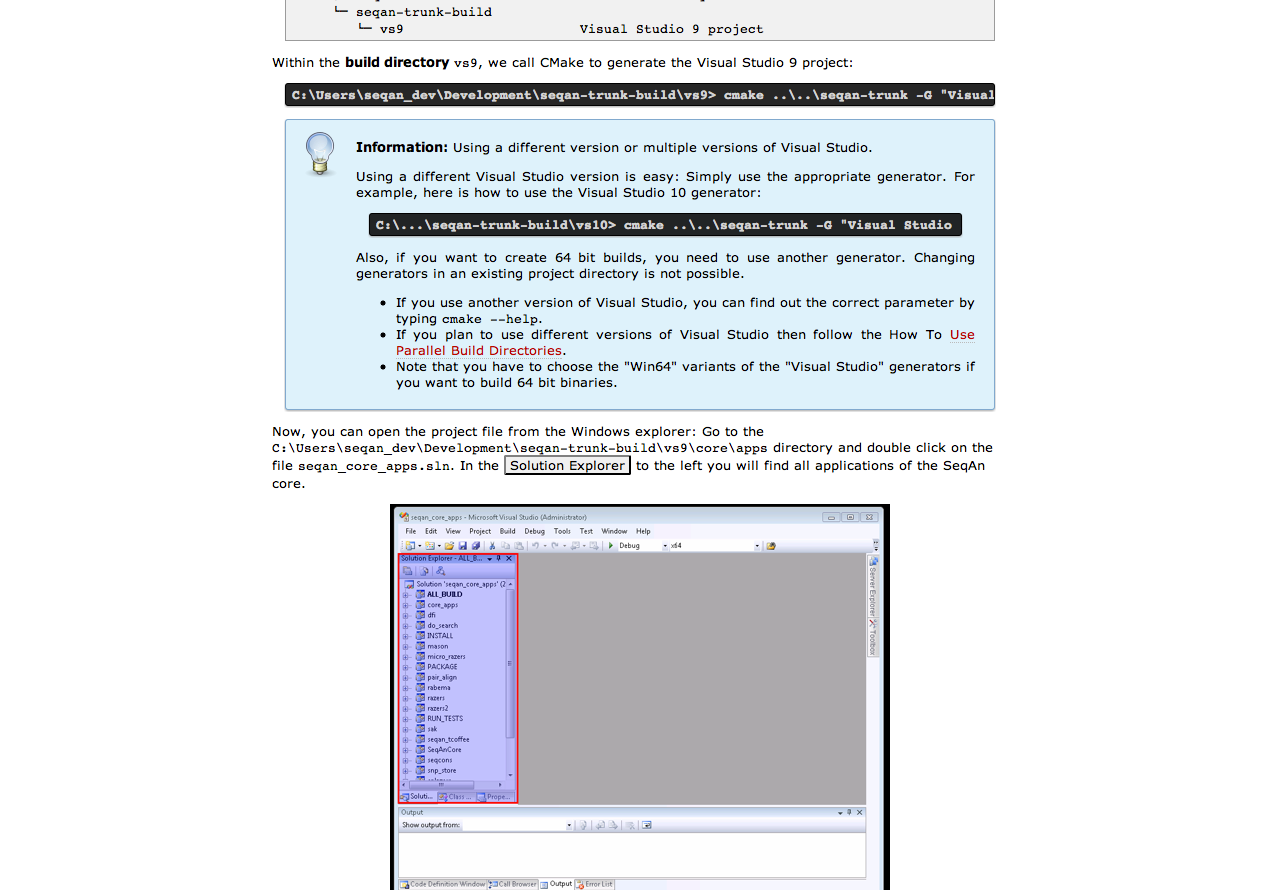 └─ seqan-trunk-build
└─ vs9 Visual Studio 9 project
Within the build directory vs9, we call CMake to generate the Visual Studio 9 project:
C:\Users\seqan_dev\Development\seqan-trunk-build\vs9> cmake ..\..\seqan-trunk -G "Visual
Information: Using a different version or multiple versions of Visual Studio.
Using a different Visual Studio version is easy: Simply use the appropriate generator. For
example, here is how to use the Visual Studio 10 generator:
C:\...\seqan-trunk-build\vs10> cmake ..\..\seqan-trunk -G "Visual Studio
Also, if you want to create 64 bit builds, you need to use another generator. Changing
generators in an existing project directory is not possible.
• If you use another version of Visual Studio, you can find out the correct parameter by
typing cmake --help.
• If you plan to use different versions of Visual Studio then follow the How To Use
Parallel Build Directories.
• Note that you have to choose the "Win64" variants of the "Visual Studio" generators if
you want to build 64 bit binaries.
Now, you can open the project file from the Windows explorer: Go to the
C:\Users\seqan_dev\Development\seqan-trunk-build\vs9\core\apps directory and double click on the
file seqan_core_apps.sln. In the Solution Explorer to the left you will find all applications of the SeqAn
core.
seqan_core_apps - Microsoft Visual Studio (Administrator)
File Edit View Project Build Debug Tools Test Window Help
Debug x64
Solution Explorer - ALL_B...
Solution 'seqan_core_apps' (2
ALL_BUILD
core_apps
dfi
do_search
INSTALL
mason
micro_razers
PACKAGE
pair_align
rabema
razers
razers2
RUN_TESTS
sak
seqan_tcoffee
SeqAnCore
seqcons
snp_store
Soluti... Class ... Prope...
Server Explorer
Toolbox
Output
Show output from:
Code Definition Window Call Browser Output Error List